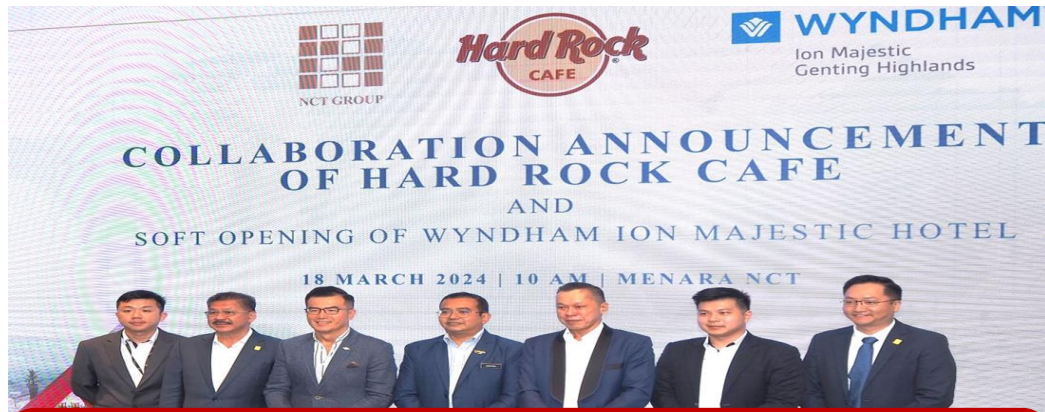 NCT GROUP
Hard Rock
CAFE
WYNDHAM
Ion Majestic
Genting Highlands
COLLABORATION ANNOUNCEMENT
OF HARD ROCK CAFE
AND
SOFT OPENING OF WYNDHAM ION MAJESTIC HOTEL
18 MARCH 2024 | 10 AM | MENARA NCT